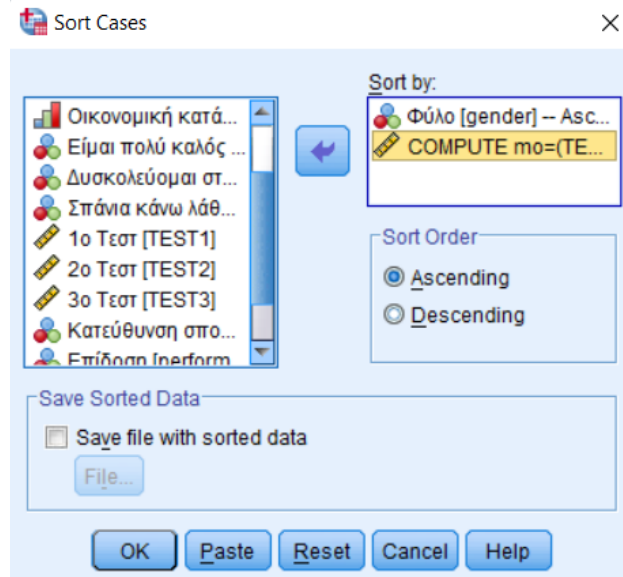 Sort Cases
Sort by:
Οικονομική κατά...
Είμαι πολύ καλός ...
Δυσκολεύομαι στ...
Σπάνια κάνω λάθ...
1ο Τεστ [TEST1]
2ο Τεστ [TEST2]
3ο Τεστ [TEST3]
Κατεύθυνση σπο...
Επίδοση [perform
Φύλο [gender] -- Asc...
COMPUTE mo=(TE...
Sort Order
Ascending
Descending
Save Sorted Data
Save file with sorted data
File...
OK Paste Reset Cancel Help